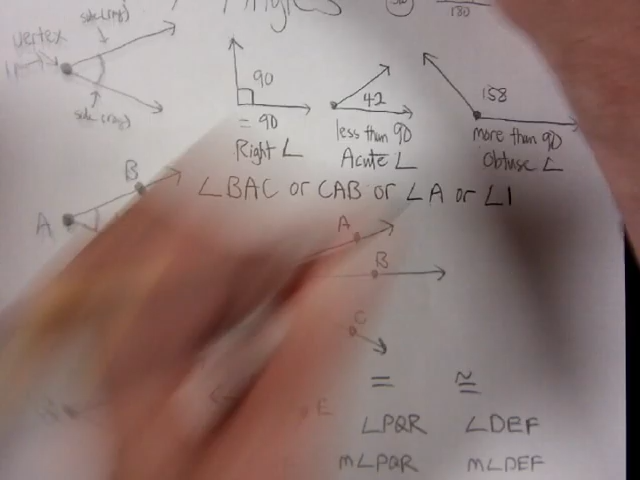 Angles
180
side (ray)
vertex
side (ray)
90
= 90
Right ∠
42
less than 90
Acute ∠
158
more than 90
Obtuse ∠
B
A
∠BAC or CAB or ∠A or ∠1
A
B
C
E
= ≅
∠PQR ∠DEF
m∠PQR m∠DEF